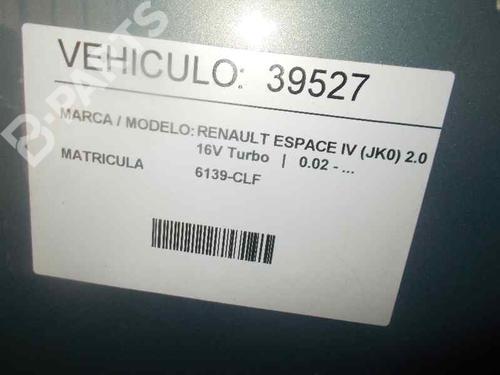 VEHICULO: 39527
MARCA / MODELO: RENAULT ESPACE IV (JK0) 2.0
16V Turbo | 0.02 - ...
MATRICULA 6139-CLF
B-PARTS